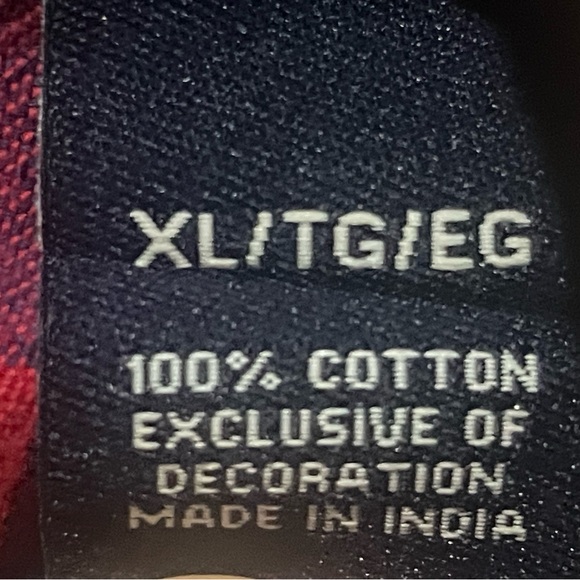 XL/TG/EG
100% COTTON
EXCLUSIVE OF
DECORATION
MADE IN INDIA